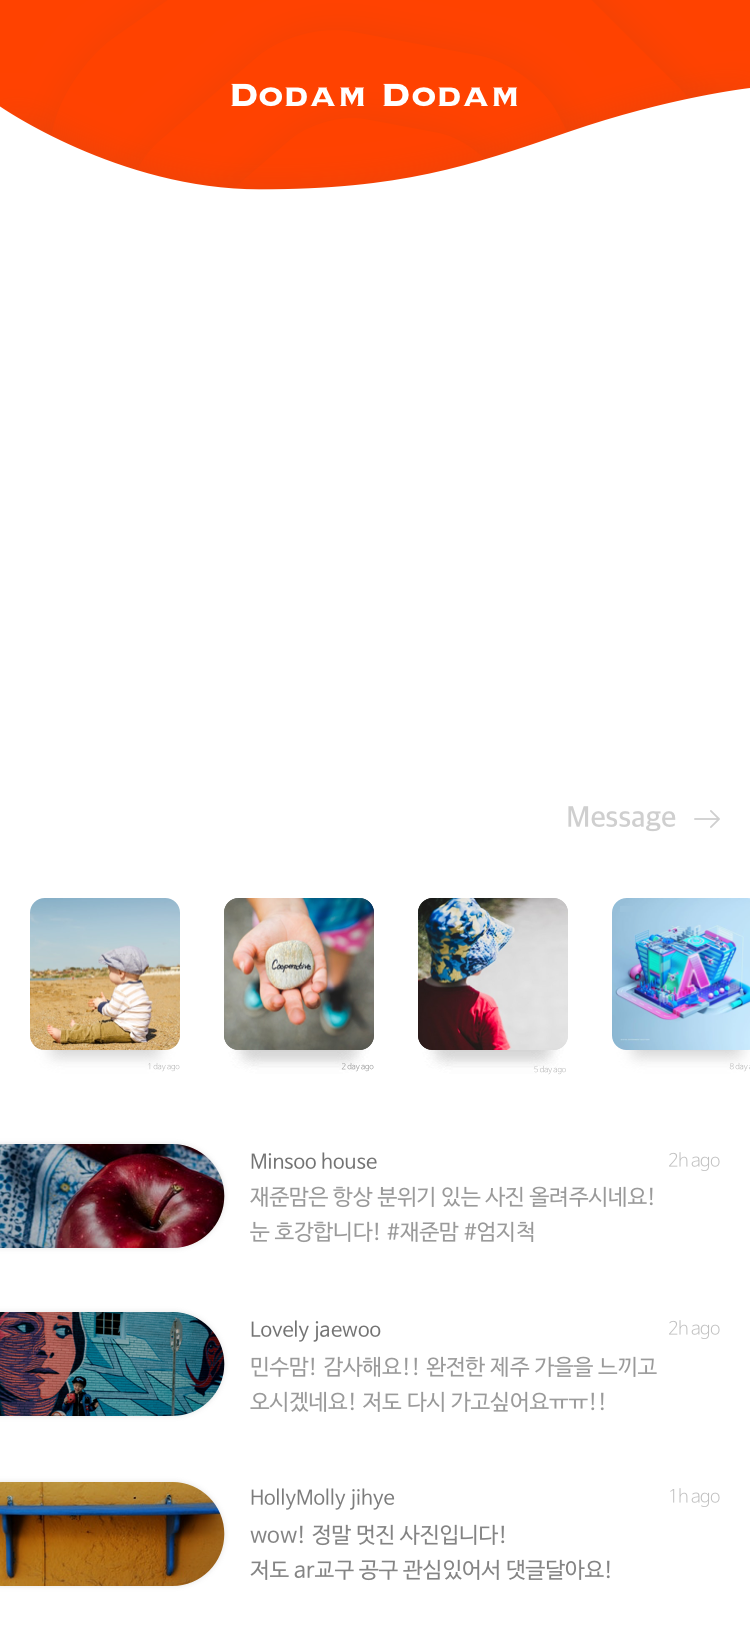 DODAM DODAM
Message
Cooperative
A
1 day ago
2 day ago
5 day ago
8 day
Minsoo house
2h ago
재준맘은 항상 분위기 있는 사진 올려주시네요!
눈 호강합니다! #재준맘 #엄지척
Lovely jaewoo
2h ago
민수맘! 감사해요!! 완전한 제주 가을을 느끼고
오시겠네요! 저도 다시 가고싶어요ㅠㅠ!!
HollyMolly jihye
1h ago
wow! 정말 멋진 사진입니다!
저도 ar교구 공구 관심있어서 댓글달아요!